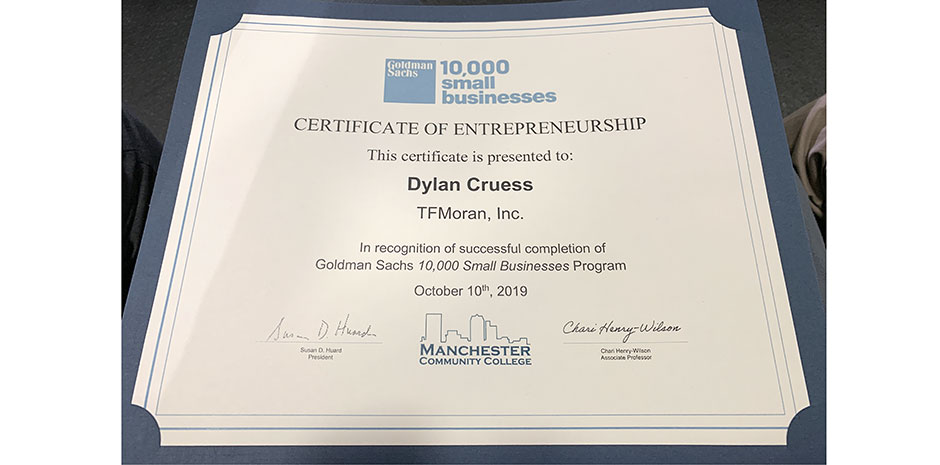 Goldman
Sachs
10,000
small
businesses
CERTIFICATE OF ENTREPRENEURSHIP
This certificate is presented to:
Dylan Cruess
TFMoran, Inc.
In recognition of successful completion of
Goldman Sachs 10,000 Small Businesses Program
October 10th, 2019
Susan D. Huard
Susan D. Huard
President
MANCHESTER
COMMUNITY COLLEGE
Chari Henry-Wilson
Chari Henry-Wilson
Associate Professor